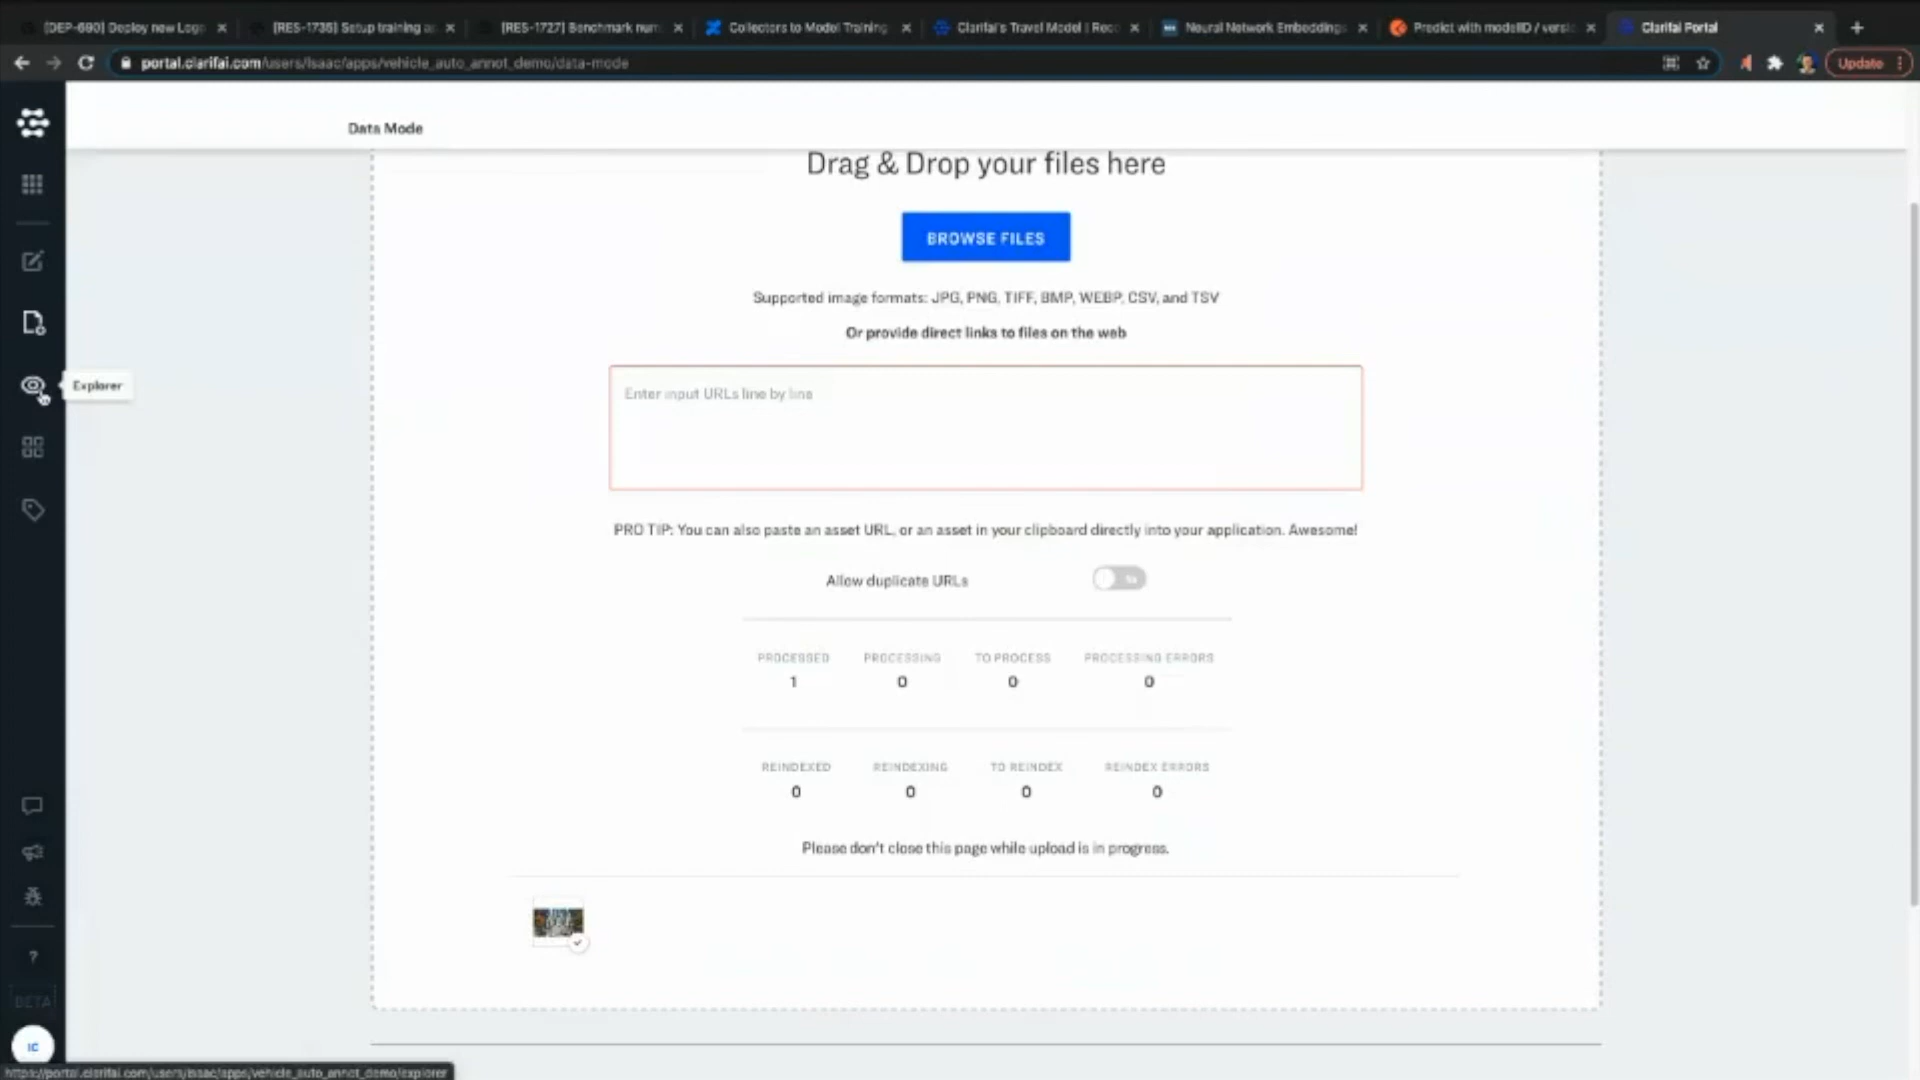 [DEP-690] Deploy new Logo
[RES-1736] Setup training ac
[RES-1727] Benchmark num
Collectors to Model Training
Clarifai's Travel Model | Reco
Neural Network Embeddings
Predict with modelID / versi
Clarifai Portal
portal.clarifai.com/users/isaac/apps/vehicle_auto_annot_demo/data-mode
Update
Data Mode
Drag & Drop your files here
BROWSE FILES
Supported image formats: JPG, PNG, TIFF, BMP, WEBP, CSV, and TSV
Or provide direct links to files on the web
Explorer
Enter input URLs line by line
PRO TIP: You can also paste an asset URL, or an asset in your clipboard directly into your application. Awesome!
Allow duplicate URLs
No
PROCESSED PROCESSING TO PROCESS PROCESSING ERRORS
1 0 0 0
REINDEXED REINDEXING TO REINDEX REINDEX ERRORS
0 0 0 0
Please don't close this page while upload is in progress.
?
BETA
IC
https://portal.clarifai.com/users/isaac/apps/vehicle_auto_annot_demo/explorer